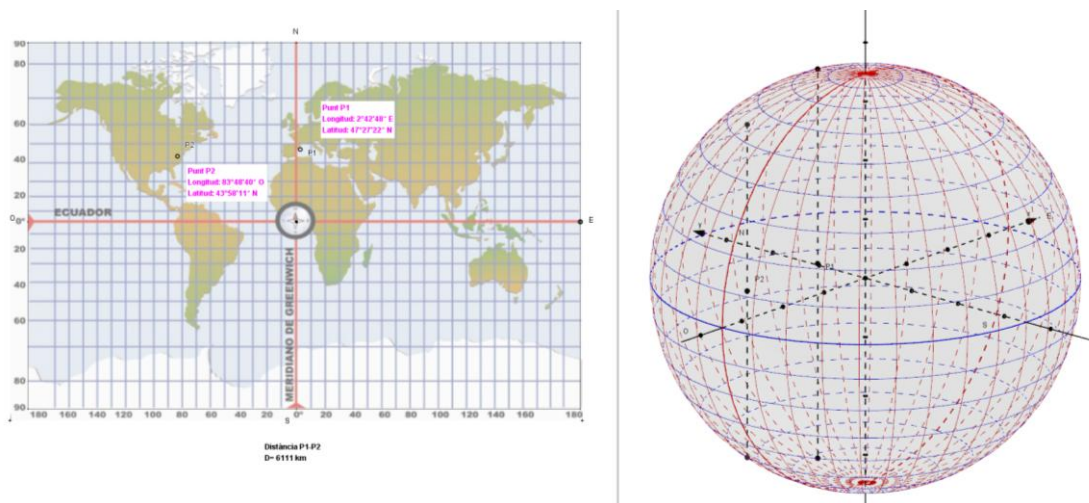 N
90
80
60
40
20
0°
20
40
60
80
90
Punt P1
Longitud: 2°42'48" E
Latitud: 47°27'22" N
P2
P1
Punt P2
Longitud: 83°48'40" O
Latitud: 43°58'11" N
O
ECUADOR
E
MERIDIANO DE GREENWICH
180 160 140 120 100 80 60 40 20 0° 20 40 60 80 100 120 140 160 180
S
Distància P1-P2
D= 6111 km
N
E
P1
P2
O
S